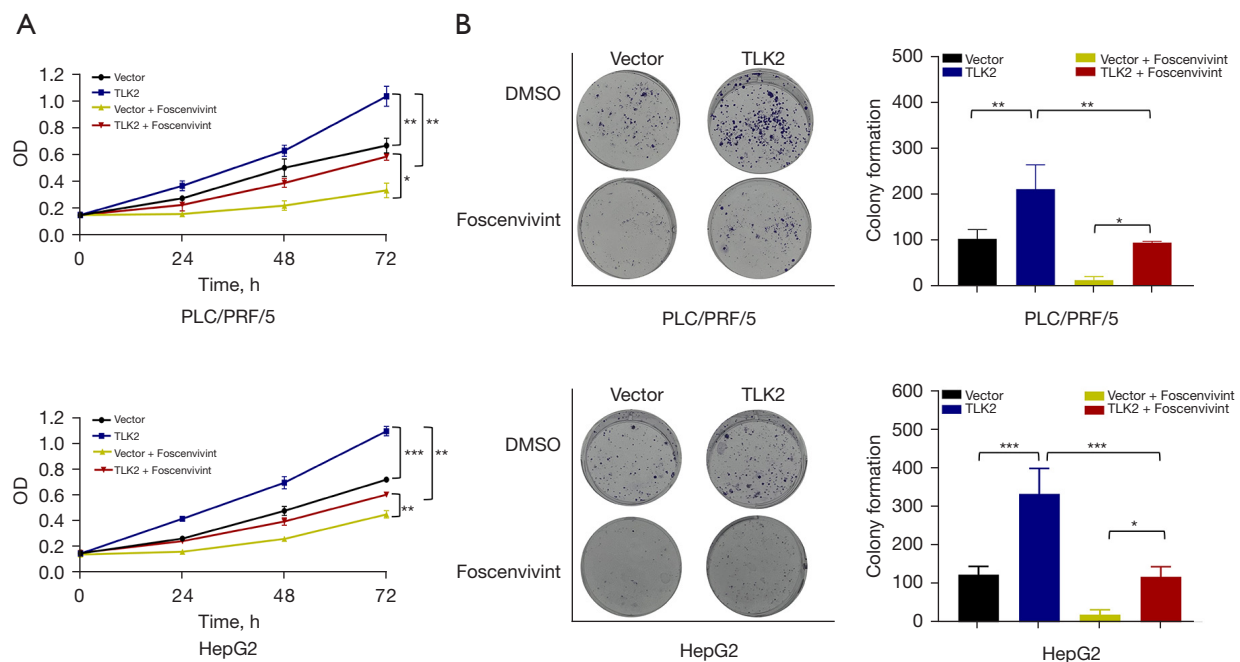 A
1.2
1.0
0.8
0.6
0.4
0.2
0.0
OD
Vector
TLK2
Vector + Foscenvivint
TLK2 + Foscenvivint
**
**
*
0
24
48
72
Time, h
PLC/PRF/5
1.2
1.0
0.8
0.6
0.4
0.2
0.0
OD
Vector
TLK2
Vector + Foscenvivint
TLK2 + Foscenvivint
***
**
**
0
24
48
72
Time, h
HepG2
B
Vector
TLK2
DMSO
Foscenvivint
PLC/PRF/5
500
400
300
200
100
0
Colony formation
Vector
TLK2
Vector + Foscenvivint
TLK2 + Foscenvivint
**
**
*
PLC/PRF/5
Vector
TLK2
DMSO
Foscenvivint
HepG2
600
500
400
300
200
100
0
Colony formation
Vector
TLK2
Vector + Foscenvivint
TLK2 + Foscenvivint
***
***
*
HepG2